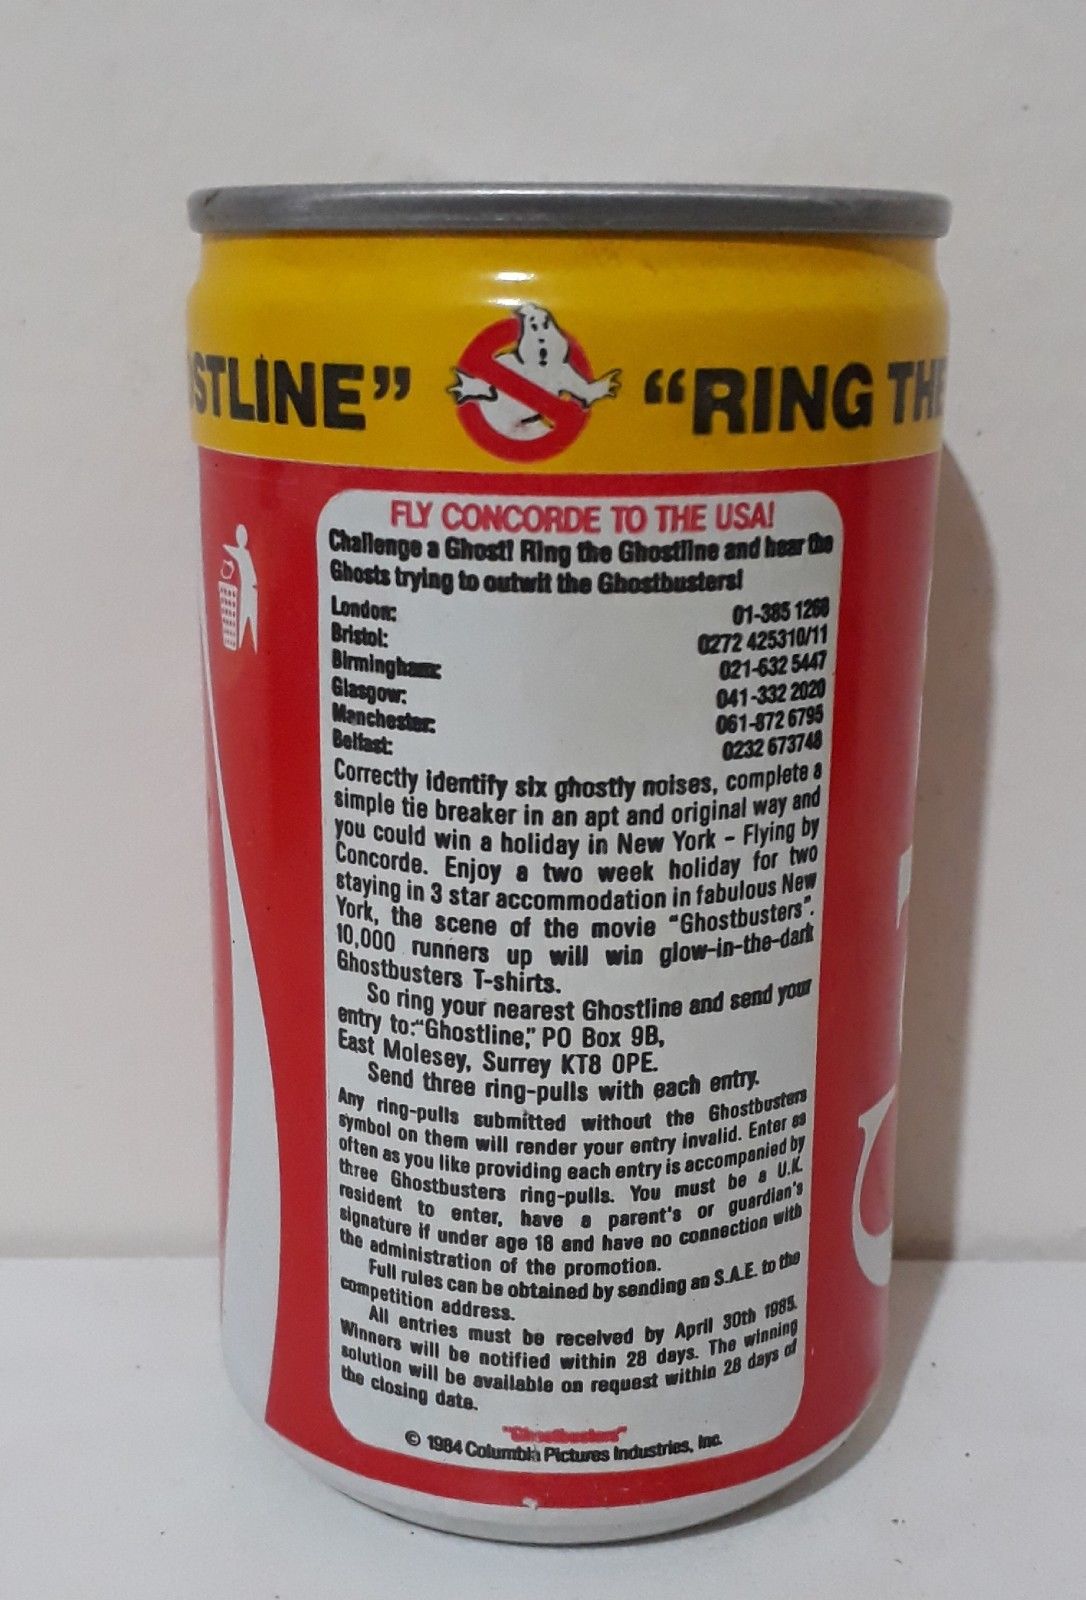 STLINE" "RING THE
FLY CONCORDE TO THE USA!
Challenge a Ghost! Ring the Ghostline and hear the
Ghosts trying to outwit the Ghostbusters!
London: 01-385 1268
Bristol: 0272 425310/11
Birmingham: 021-632 5447
Glasgow: 041-332 2020
Manchester: 061-872 6795
Belfast: 0232 673748
Correctly identify six ghostly noises, complete a
simple tie breaker in an apt and original way and
you could win a holiday in New York – Flying by
Concorde. Enjoy a two week holiday for two
staying in 3 star accommodation in fabulous New
York, the scene of the movie "Ghostbusters".
10,000 runners up will win glow-in-the-dark
Ghostbusters T-shirts.
So ring your nearest Ghostline and send your
entry to:"Ghostline," PO Box 9B,
East Molesey, Surrey KT8 0PE.
Send three ring-pulls with each entry.
Any ring-pulls submitted without the Ghostbusters
symbol on them will render your entry invalid. Enter as
often as you like providing each entry is accompanied by
three Ghostbusters ring-pulls. You must be a U.K.
resident to enter, have a parent's or guardian's
signature if under age 18 and have no connection with
the administration of the promotion.
Full rules can be obtained by sending an S.A.E. to the
competition address.
All entries must be received by April 30th 1985.
Winners will be notified within 28 days. The winning
solution will be available on request within 28 days of
the closing date.
"Ghostbusters"
© 1984 Columbia Pictures Industries, Inc.